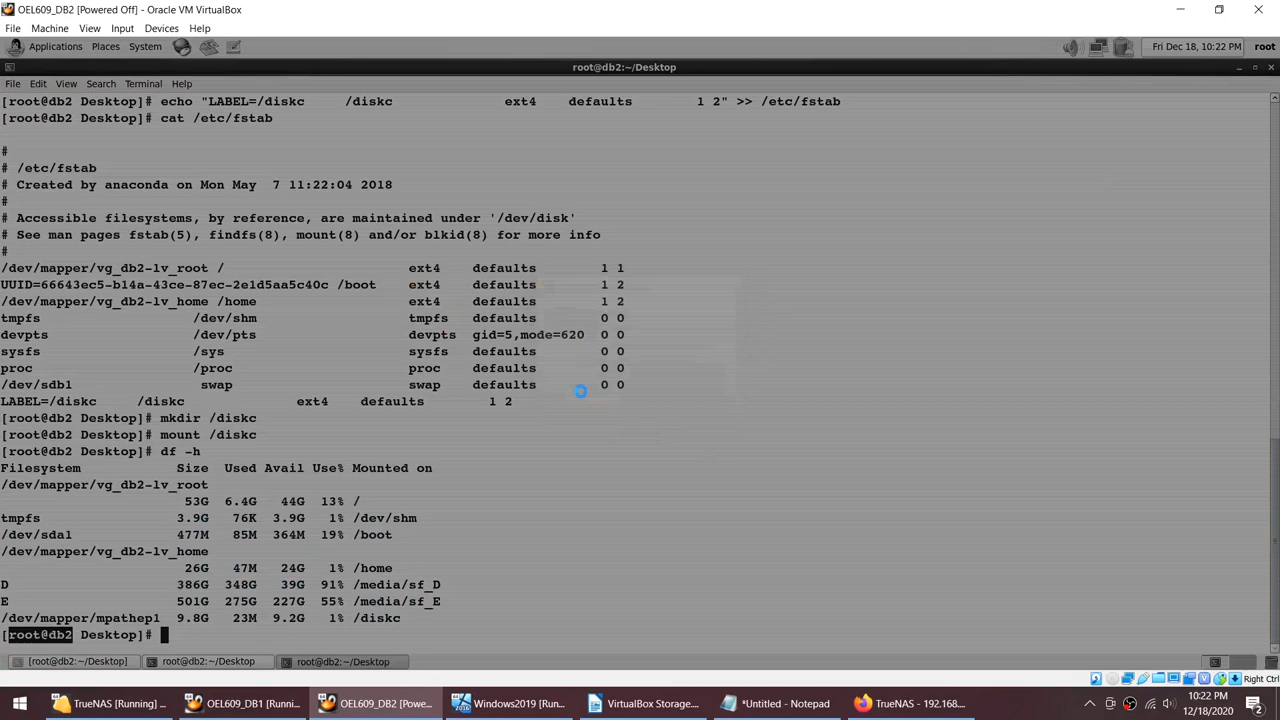 OEL609_DB2 [Powered Off] - Oracle VM VirtualBox
File Machine View Input Devices Help
Applications Places System Fri Dec 18, 10:22 PM root
root@db2:~/Desktop
File Edit View Search Terminal Help
[root@db2 Desktop]# echo "LABEL=/diskc /diskc ext4 defaults 1 2" >> /etc/fstab
[root@db2 Desktop]# cat /etc/fstab
#
# /etc/fstab
# Created by anaconda on Mon May 7 11:22:04 2018
#
# Accessible filesystems, by reference, are maintained under '/dev/disk'
# See man pages fstab(5), findfs(8), mount(8) and/or blkid(8) for more info
#
/dev/mapper/vg_db2-lv_root / ext4 defaults 1 1
UUID=66643ec5-b14a-43ce-87ec-2e1d5aa5c40c /boot ext4 defaults 1 2
/dev/mapper/vg_db2-lv_home /home ext4 defaults 1 2
tmpfs /dev/shm tmpfs defaults 0 0
devpts /dev/pts devpts gid=5,mode=620 0 0
sysfs /sys sysfs defaults 0 0
proc /proc proc defaults 0 0
/dev/sdb1 swap swap defaults 0 0
LABEL=/diskc /diskc ext4 defaults 1 2
[root@db2 Desktop]# mkdir /diskc
[root@db2 Desktop]# mount /diskc
[root@db2 Desktop]# df -h
Filesystem Size Used Avail Use% Mounted on
/dev/mapper/vg_db2-lv_root
53G 6.4G 44G 13% /
tmpfs 3.9G 76K 3.9G 1% /dev/shm
/dev/sda1 477M 85M 364M 19% /boot
/dev/mapper/vg_db2-lv_home
26G 47M 24G 1% /home
D 386G 348G 39G 91% /media/sf_D
E 501G 275G 227G 55% /media/sf_E
/dev/mapper/mpathep1 9.8G 23M 9.2G 1% /diskc
[root@db2 Desktop]#
[root@db2:~/Desktop] root@db2:~/Desktop root@db2:~/Desktop
Right Ctrl
TrueNAS [Running] ... OEL609_DB1 [Runni... OEL609_DB2 [Powe... Windows2019 [Run... VirtualBox Storage.... *Untitled - Notepad TrueNAS - 192.168....
10:22 PM
12/18/2020